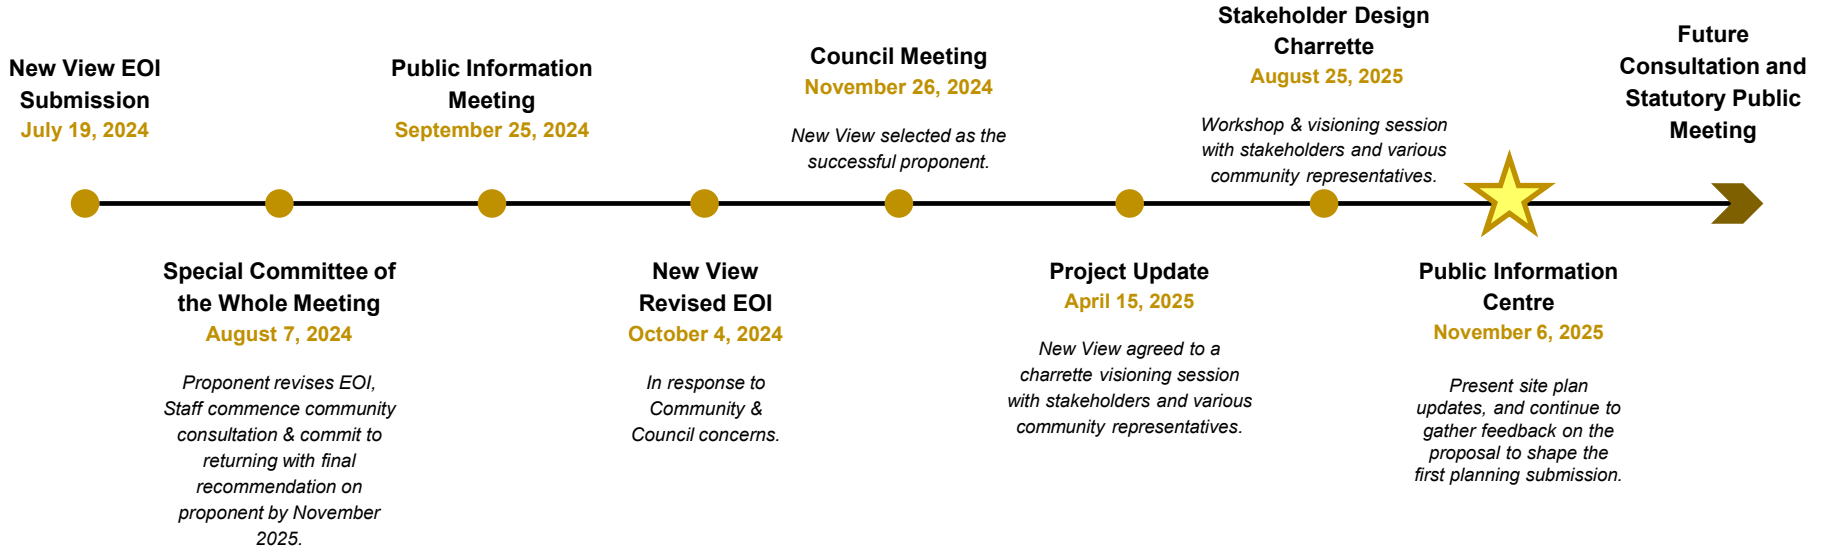 New View EOI
Submission
July 19, 2024
Special Committee of
the Whole Meeting
August 7, 2024
Proponent revises EOI,
Staff commence community
consultation & commit to
returning with final
recommendation on
proponent by November
2025.
Public Information
Meeting
September 25, 2024
New View
Revised EOI
October 4, 2024
In response to
Community &
Council concerns.
Council Meeting
November 26, 2024
New View selected as the
successful proponent.
Project Update
April 15, 2025
New View agreed to a
charrette visioning session
with stakeholders and various
community representatives.
Stakeholder Design
Charrette
August 25, 2025
Workshop & visioning session
with stakeholders and various
community representatives.
Public Information
Centre
November 6, 2025
Present site plan
updates, and continue to
gather feedback on the
proposal to shape the
first planning submission.
Future
Consultation and
Statutory Public
Meeting